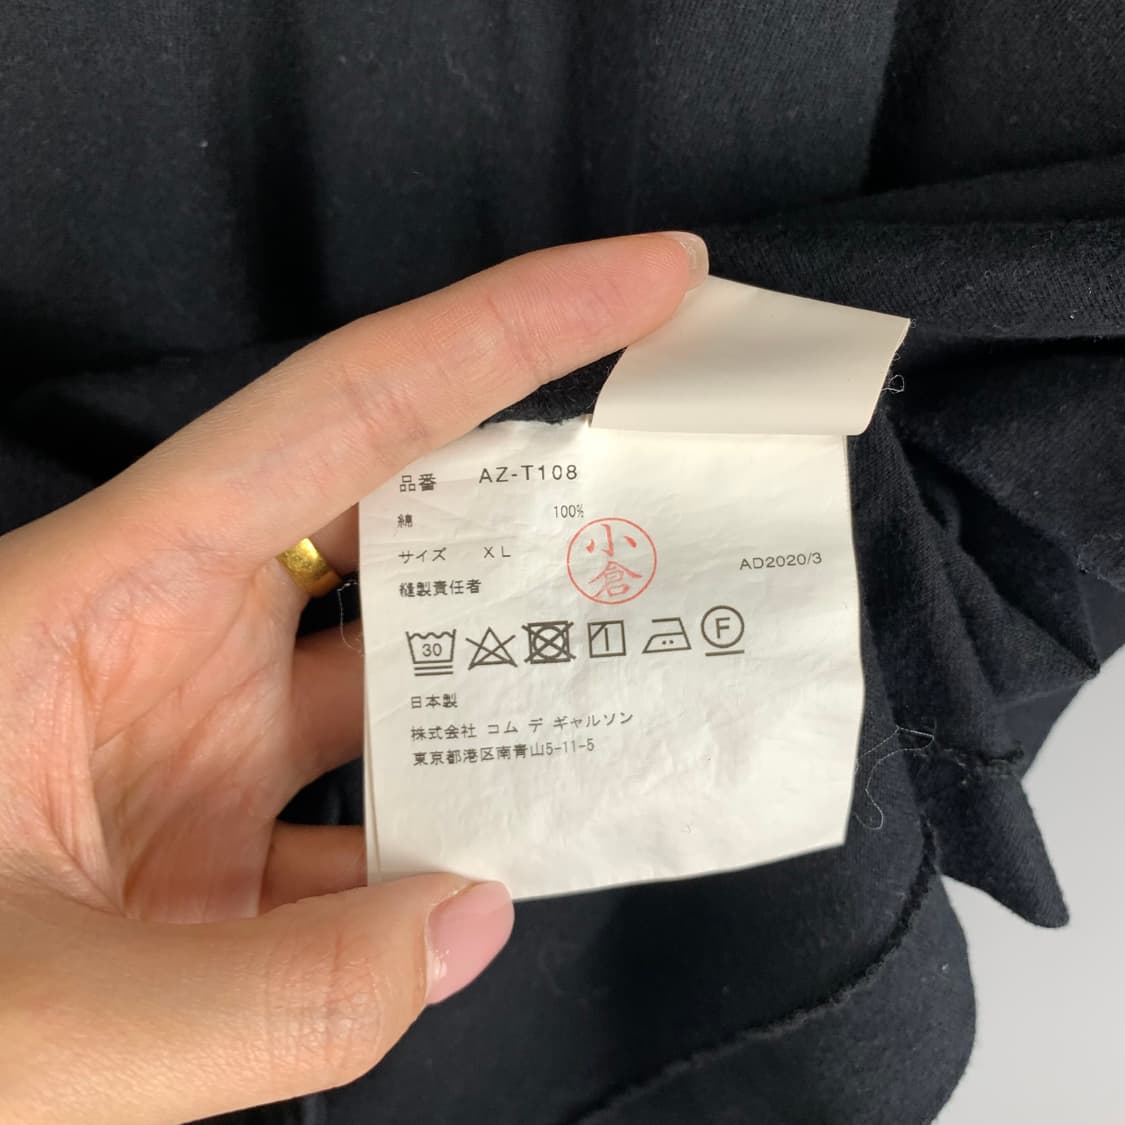 品番 AZ-T108
綿 100%
サイズ XL
縫製責任者
小倉
AD2020/3
30
F
日本製
株式会社 コム デ ギャルソン
東京都港区南青山5-11-5